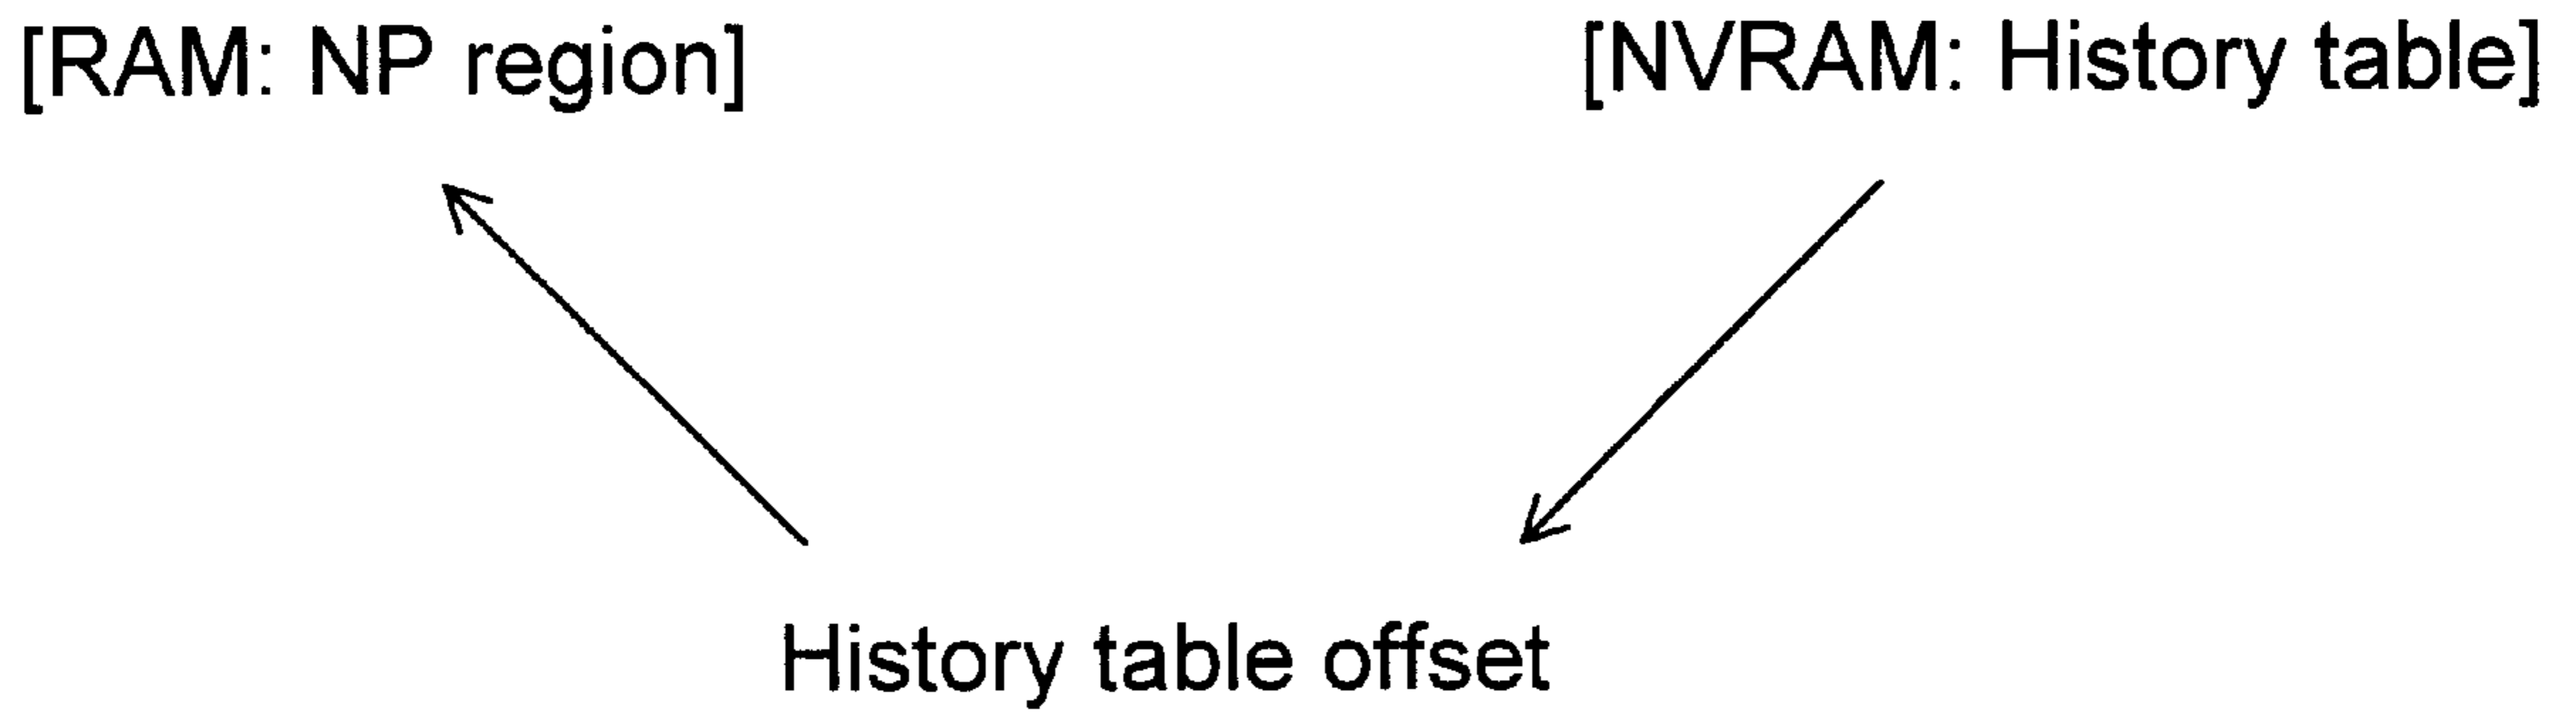 [RAM: NP region]
[NVRAM: History table]
History table offset